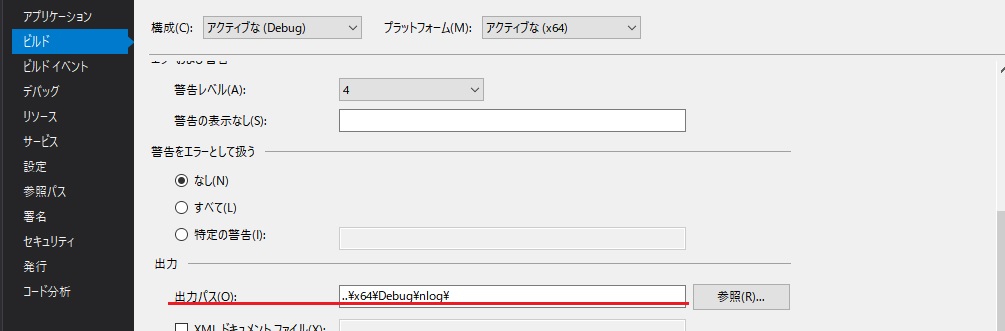 アプリケーション
ビルド
ビルド イベント
デバッグ
リソース
サービス
設定
参照パス
署名
セキュリティ
発行
コード分析
構成(C): アクティブな (Debug) プラットフォーム(M): アクティブな (x64)
警告レベル(A): 4
警告の表示なし(S):
警告をエラーとして扱う
なし(N)
すべて(L)
特定の警告(I):
出力
出力パス(O): ..¥x64¥Debug¥nlog¥ 参照(R)...
XML ドキュメント ファイル(X):